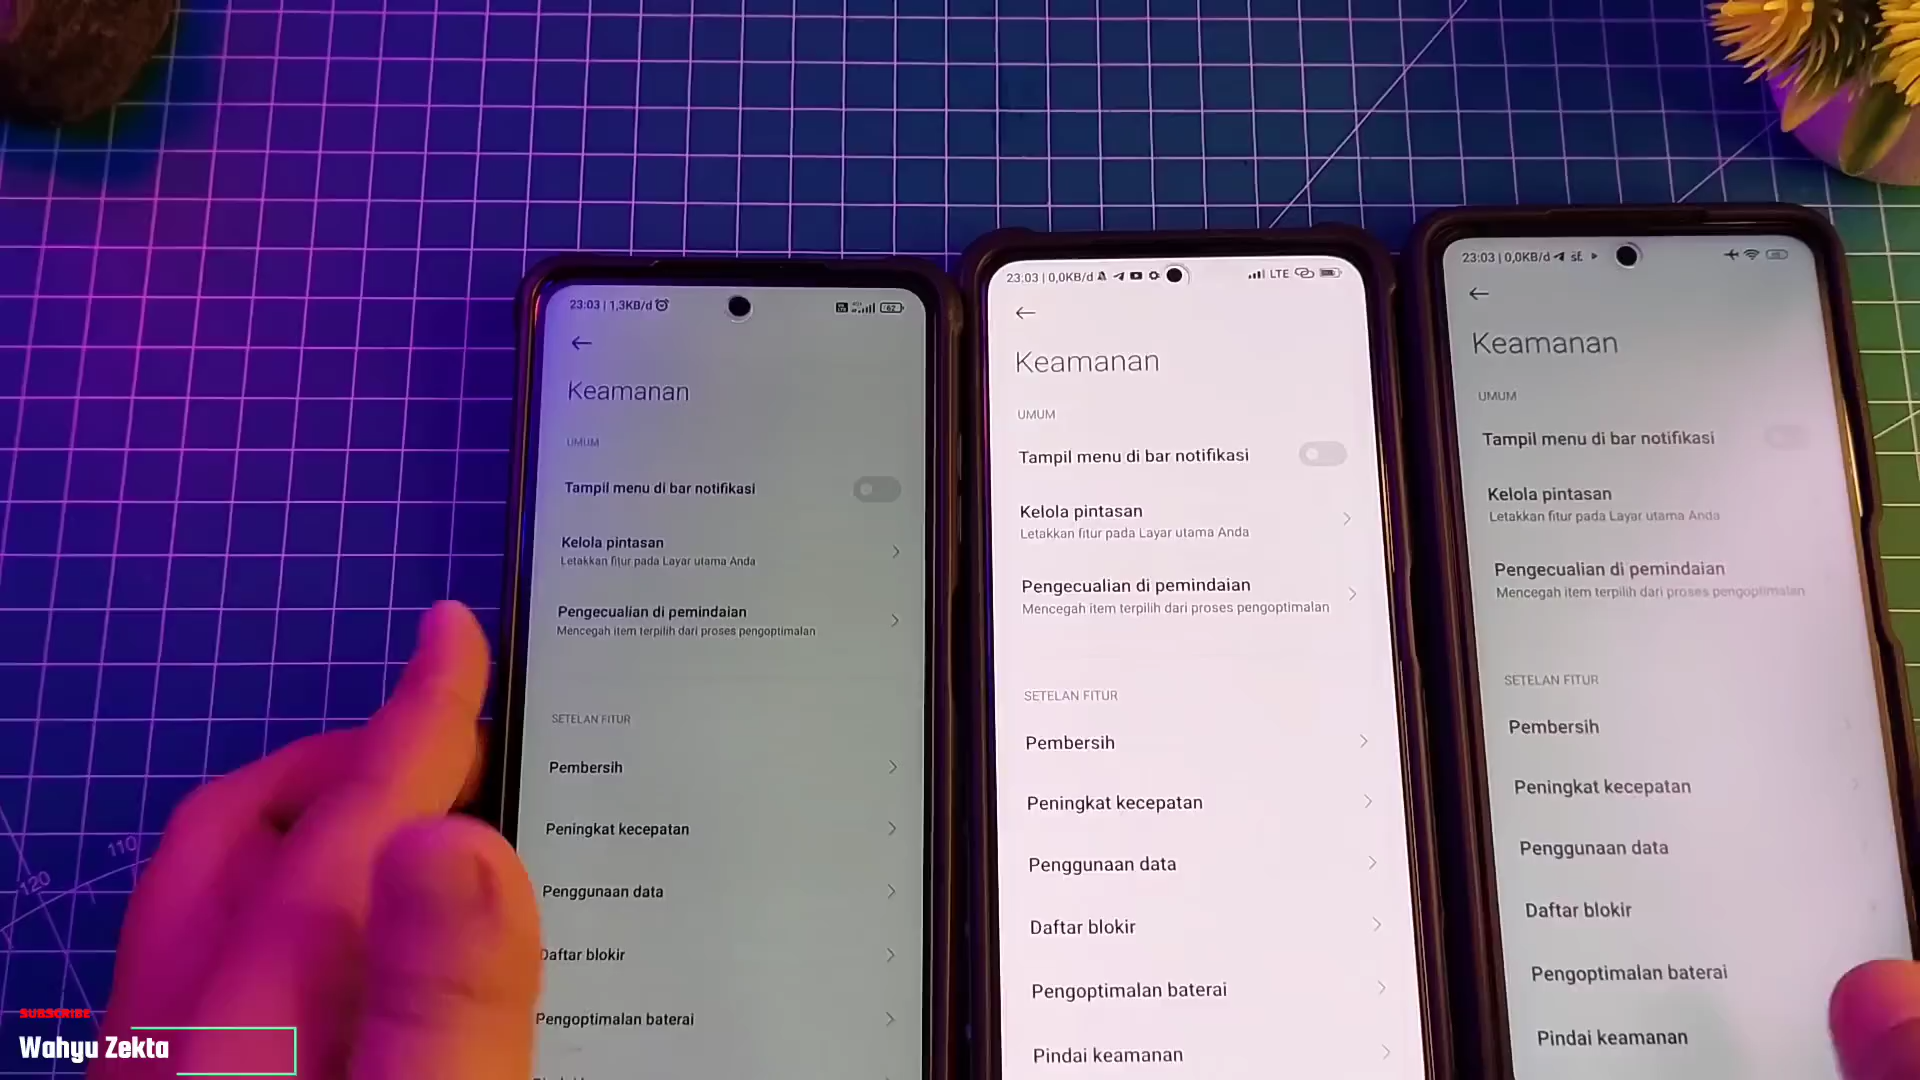 23:03 | 1,3KB/d
62
Keamanan
UMUM
Tampil menu di bar notifikasi
Kelola pintasan
Letakkan fitur pada Layar utama Anda
Pengecualian di pemindaian
Mencegah item terpilih dari proses pengoptimalan
SETELAN FITUR
Pembersih
Peningkat kecepatan
Penggunaan data
Daftar blokir
Pengoptimalan baterai
23:03 | 0,0KB/d
LTE
Keamanan
UMUM
Tampil menu di bar notifikasi
Kelola pintasan
Letakkan fitur pada Layar utama Anda
Pengecualian di pemindaian
Mencegah item terpilih dari proses pengoptimalan
SETELAN FITUR
Pembersih
Peningkat kecepatan
Penggunaan data
Daftar blokir
Pengoptimalan baterai
Pindai keamanan
23:03 | 0,0KB/d
Keamanan
UMUM
Tampil menu di bar notifikasi
Kelola pintasan
Letakkan fitur pada Layar utama Anda
Pengecualian di pemindaian
Mencegah item terpilih dari proses pengoptimalan
SETELAN FITUR
Pembersih
Peningkat kecepatan
Penggunaan data
Daftar blokir
Pengoptimalan baterai
Pindai keamanan
110
120
SUBSCRIBE
Wahyu Zekta